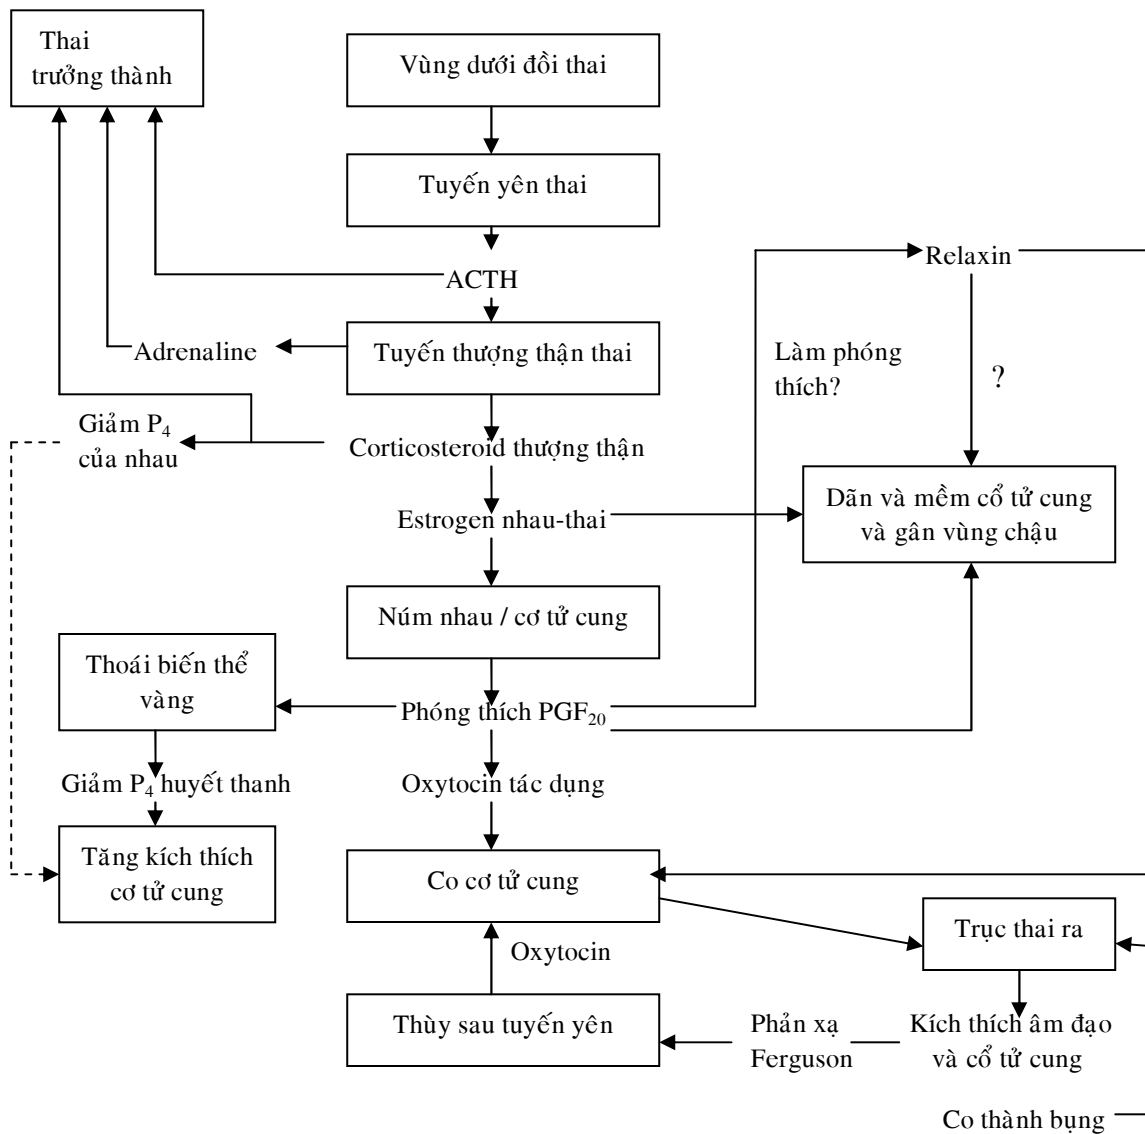 Thai
trưởng thành
Vùng dưới đồi thai
Tuyến yên thai
ACTH
Relaxin
Adrenaline
Tuyến thượng thận thai
Làm phóng
thích?
?
Giảm P₄
của nhau
Corticosteroid thượng thận
Estrogen nhau-thai
Dãn và mềm cổ tử cung
và gân vùng chậu
Núm nhau / cơ tử cung
Thoái biến thể
vàng
Phóng thích PGF₂₀
Giảm P₄ huyết thanh
Oxytocin tác dụng
Tăng kích thích
cơ tử cung
Co cơ tử cung
Trục thai ra
Oxytocin
Thùy sau tuyến yên
Phản xạ
Ferguson
Kích thích âm đạo
và cổ tử cung
Co thành bụng